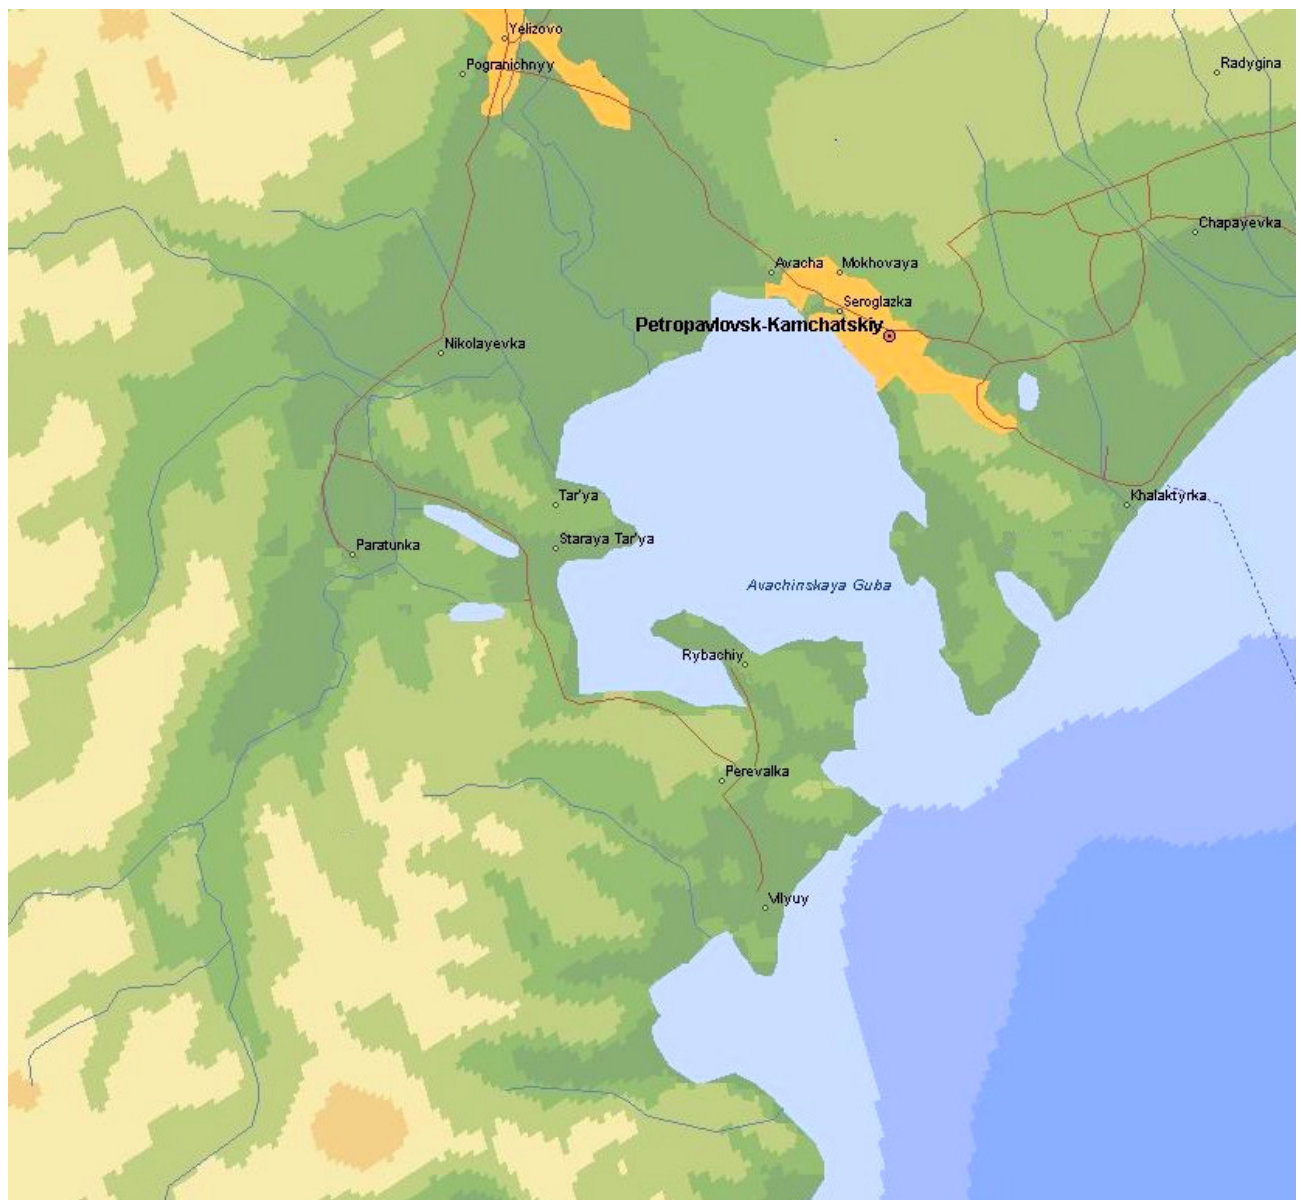 Yelizovo
Pogranichnyy
Radygina
Chapayevka
Avacha
Mokhovaya
Seroglazka
Petropavlovsk-Kamchatskiy
Nikolayevka
Tar'ya
Khalaktyrka
Staraya Tar'ya
Paratunka
Avachinskaya Guba
Rybachiy
Perevalka
Vilyuy